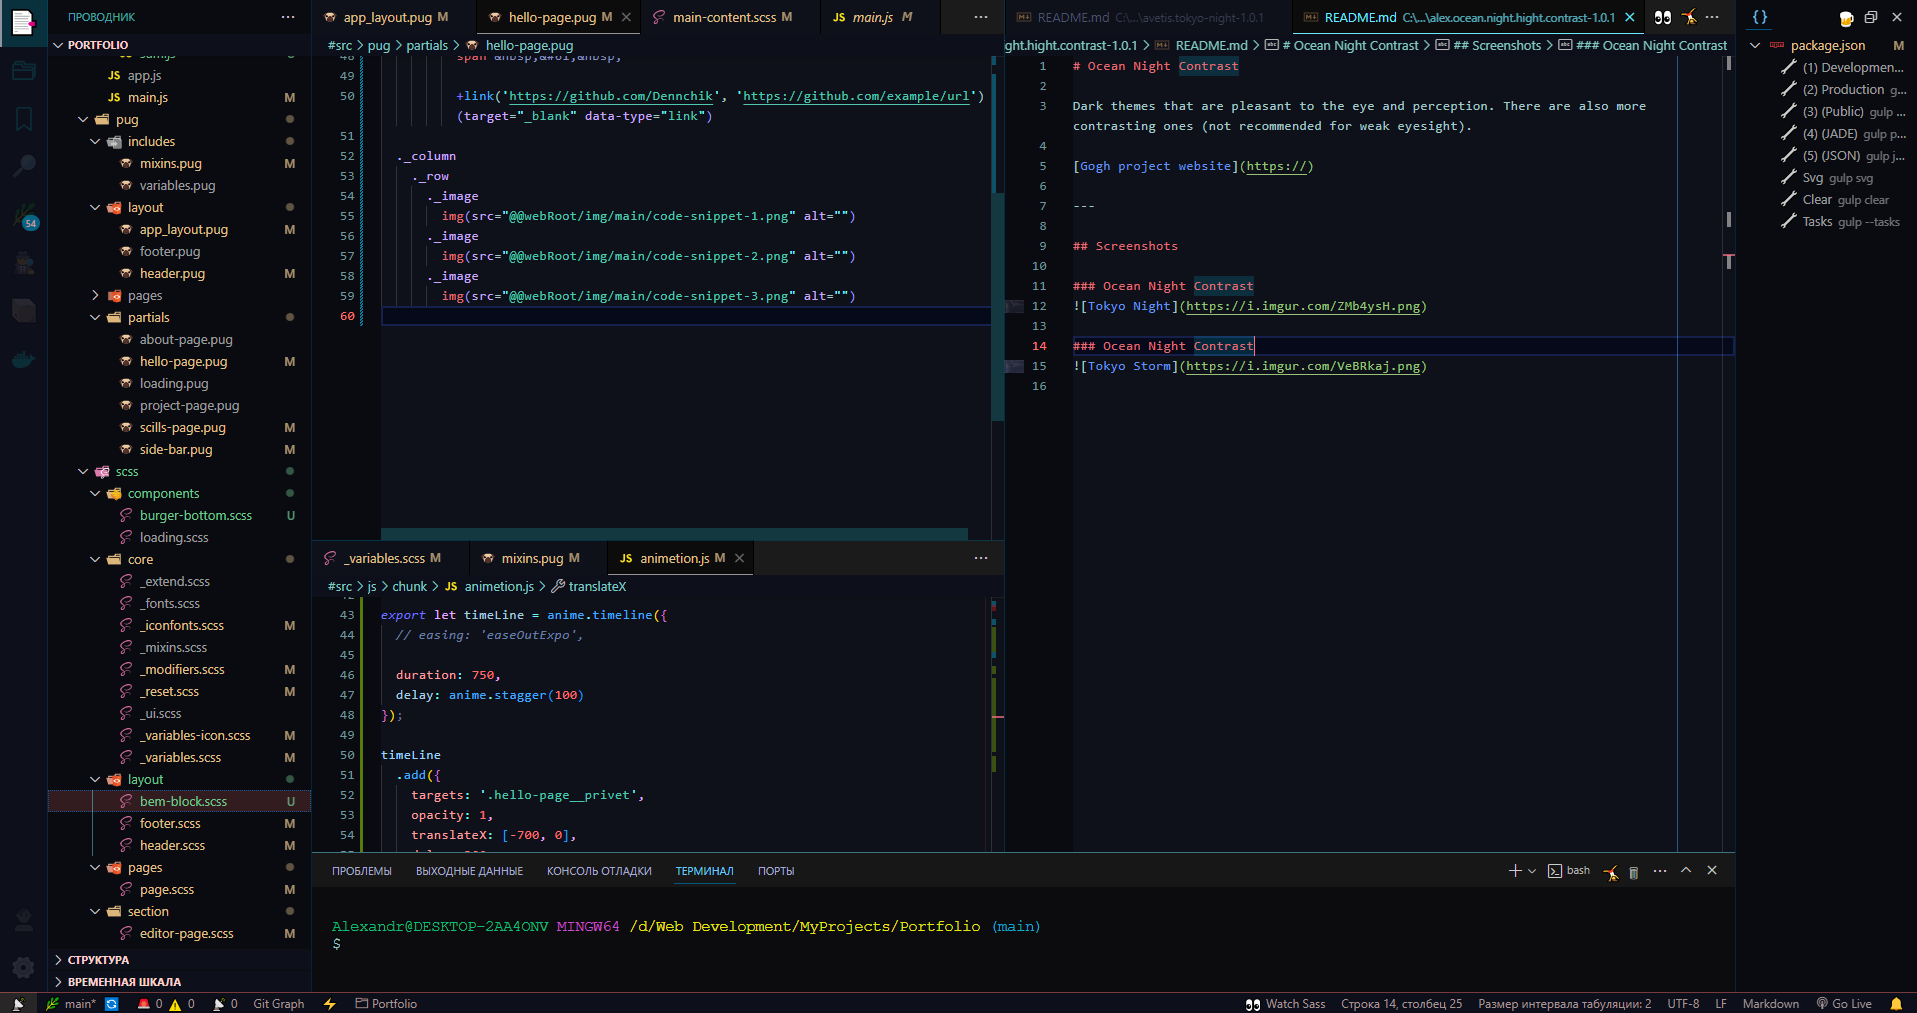 ПРОВОДНИК
PORTFOLIO
app.js
main.js M
pug
includes
mixins.pug M
variables.pug
layout
app_layout.pug M
footer.pug
header.pug M
pages
partials
about-page.pug
hello-page.pug M
loading.pug
project-page.pug
scills-page.pug M
side-bar.pug M
scss
components
burger-bottom.scss U
loading.scss
core
_extend.scss
_fonts.scss
_iconfonts.scss M
_mixins.scss
_modifiers.scss M
_reset.scss M
_ui.scss
_variables-icon.scss M
_variables.scss M
layout
bem-block.scss U
footer.scss M
header.scss M
pages
page.scss M
section
editor-page.scss M
СТРУКТУРА
ВРЕМЕННАЯ ШКАЛА
54
app_layout.pug M hello-page.pug M main-content.scss M JS main.js M
#src > pug > partials > hello-page.pug
48 span &nbsp;&#61;&nbsp;
49
50 +link('https://github.com/Dennchik', 'https://github.com/example/url')
(target="_blank" data-type="link")
51
52 ._column
53 ._row
54 ._image
55 img(src="@@webRoot/img/main/code-snippet-1.png" alt="")
56 ._image
57 img(src="@@webRoot/img/main/code-snippet-2.png" alt="")
58 ._image
59 img(src="@@webRoot/img/main/code-snippet-3.png" alt="")
60
_variables.scss M mixins.pug M JS animetion.js M
#src > js > chunk > JS animetion.js > translateX
43 export let timeLine = anime.timeline({
44 // easing: 'easeOutExpo',
45
46 duration: 750,
47 delay: anime.stagger(100)
48 });
49
50 timeLine
51 .add({
52 targets: '.hello-page__privet',
53 opacity: 1,
54 translateX: [-700, 0],
README.md C:\...\avetis.tokyo-night-1.0.1 README.md C:\...\alex.ocean.night.hight.contrast-1.0.1
ght.hight.contrast-1.0.1 > README.md > # Ocean Night Contrast > ## Screenshots > ### Ocean Night Contrast
1 # Ocean Night Contrast
2
3 Dark themes that are pleasant to the eye and perception. There are also more
contrasting ones (not recommended for weak eyesight).
4
5 [Gogh project website](https://)
6
7 ---
8
9 ## Screenshots
10
11 ### Ocean Night Contrast
12 ![Tokyo Night](https://i.imgur.com/ZMb4ysH.png)
13
14 ### Ocean Night Contrast
15 ![Tokyo Storm](https://i.imgur.com/VeBRkaj.png)
16
{}
package.json M
(1) Developmen...
(2) Production g...
(3) (Public) gulp ...
(4) (JADE) gulp p...
(5) (JSON) gulp j...
Svg gulp svg
Clear gulp clear
Tasks gulp --tasks
ПРОБЛЕМЫ ВЫХОДНЫЕ ДАННЫЕ КОНСОЛЬ ОТЛАДКИ ТЕРМИНАЛ ПОРТЫ bash
Alexandr@DESKTOP-2AA4ONV MINGW64 /d/Web Development/MyProjects/Portfolio (main)
$
main* 0 0 0 Git Graph Portfolio Watch Sass Строка 14, столбец 25 Размер интервала табуляции: 2 UTF-8 LF Markdown Go Live